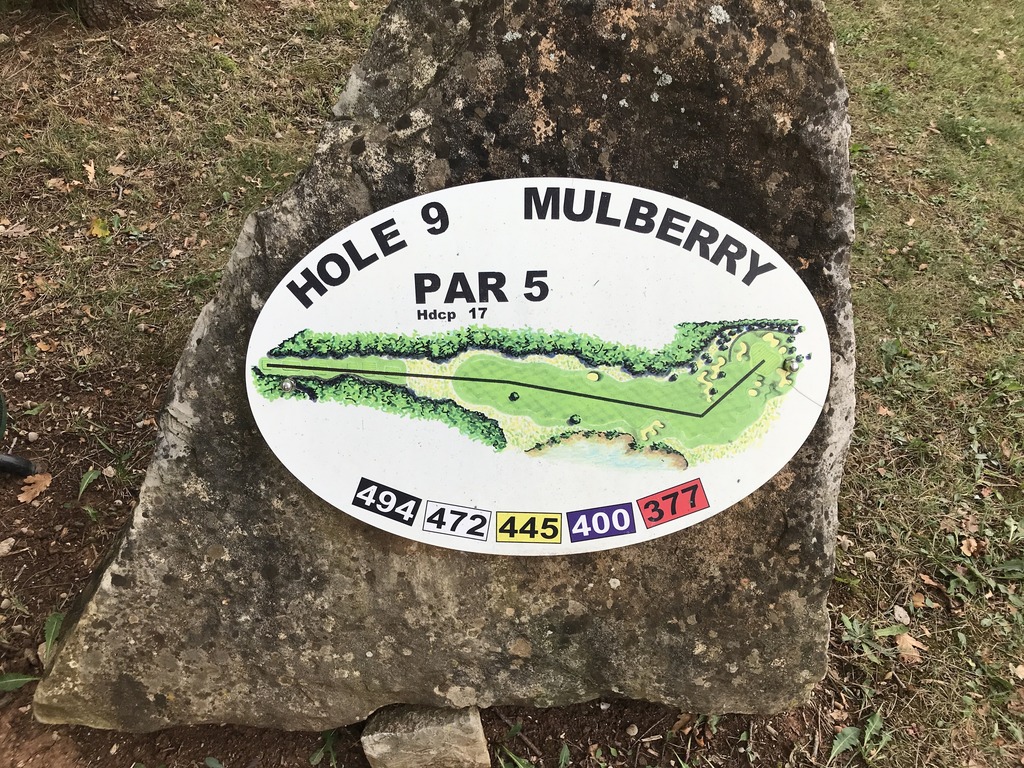 HOLE 9 MULBERRY
PAR 5
Hdcp 17
494 472 445 400 377